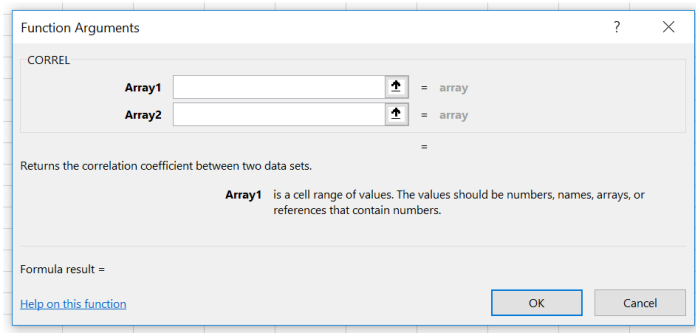 Function Arguments ? ×
CORREL
Array1 = array
Array2 = array
=
Returns the correlation coefficient between two data sets.
Array1 is a cell range of values. The values should be numbers, names, arrays, or
references that contain numbers.
Formula result =
Help on this function OK Cancel